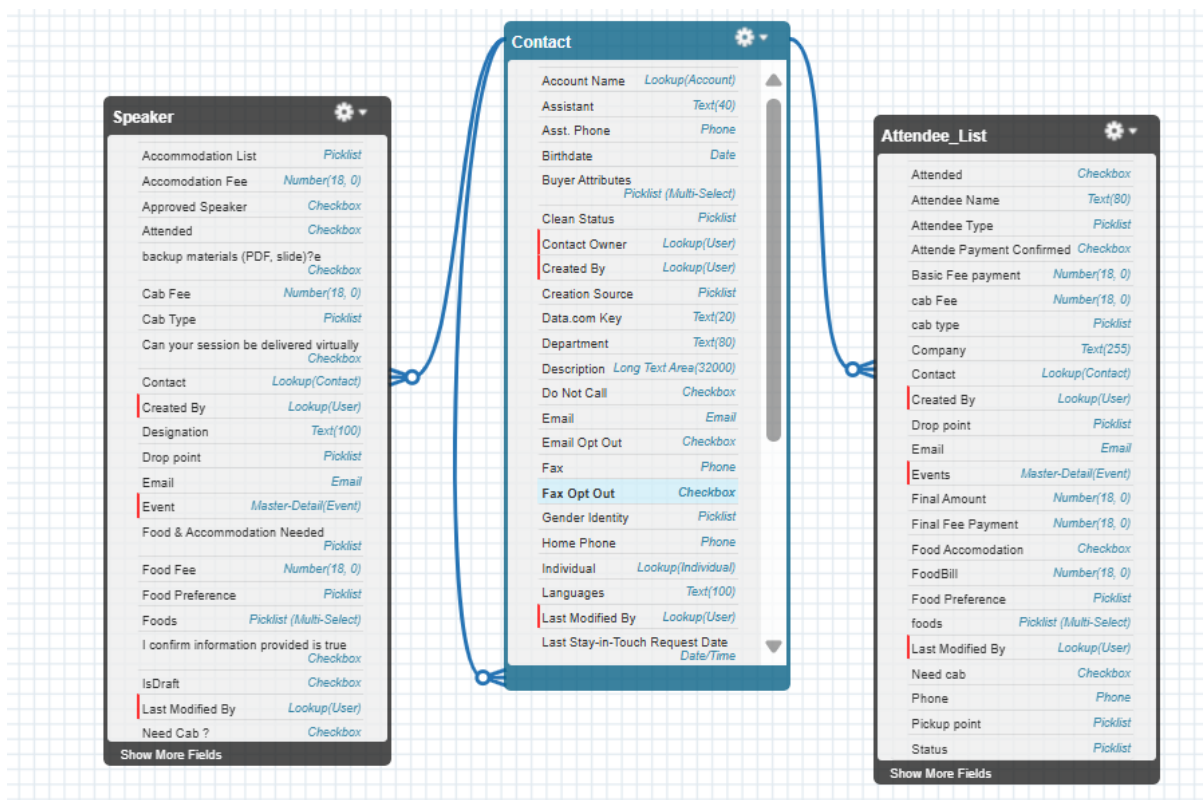 Speaker
Accommodation List Picklist
Accomodation Fee Number(18, 0)
Approved Speaker Checkbox
Attended Checkbox
backup materials (PDF, slide)?e
Checkbox
Cab Fee Number(18, 0)
Cab Type Picklist
Can your session be delivered virtually
Checkbox
Contact Lookup(Contact)
Created By Lookup(User)
Designation Text(100)
Drop point Picklist
Email Email
Event Master-Detail(Event)
Food & Accommodation Needed
Picklist
Food Fee Number(18, 0)
Food Preference Picklist
Foods Picklist (Multi-Select)
I confirm information provided is true
Checkbox
IsDraft Checkbox
Last Modified By Lookup(User)
Need Cab ? Checkbox
Show More Fields
Contact
Account Name Lookup(Account)
Assistant Text(40)
Asst. Phone Phone
Birthdate Date
Buyer Attributes
Picklist (Multi-Select)
Clean Status Picklist
Contact Owner Lookup(User)
Created By Lookup(User)
Creation Source Picklist
Data.com Key Text(20)
Department Text(80)
Description Long Text Area(32000)
Do Not Call Checkbox
Email Email
Email Opt Out Checkbox
Fax Phone
Fax Opt Out Checkbox
Gender Identity Picklist
Home Phone Phone
Individual Lookup(Individual)
Languages Text(100)
Last Modified By Lookup(User)
Last Stay-in-Touch Request Date
Date/Time
Attendee_List
Attended Checkbox
Attendee Name Text(80)
Attendee Type Picklist
Attende Payment Confirmed Checkbox
Basic Fee payment Number(18, 0)
cab Fee Number(18, 0)
cab type Picklist
Company Text(255)
Contact Lookup(Contact)
Created By Lookup(User)
Drop point Picklist
Email Email
Events Master-Detail(Event)
Final Amount Number(18, 0)
Final Fee Payment Number(18, 0)
Food Accomodation Checkbox
FoodBill Number(18, 0)
Food Preference Picklist
foods Picklist (Multi-Select)
Last Modified By Lookup(User)
Need cab Checkbox
Phone Phone
Pickup point Picklist
Status Picklist
Show More Fields